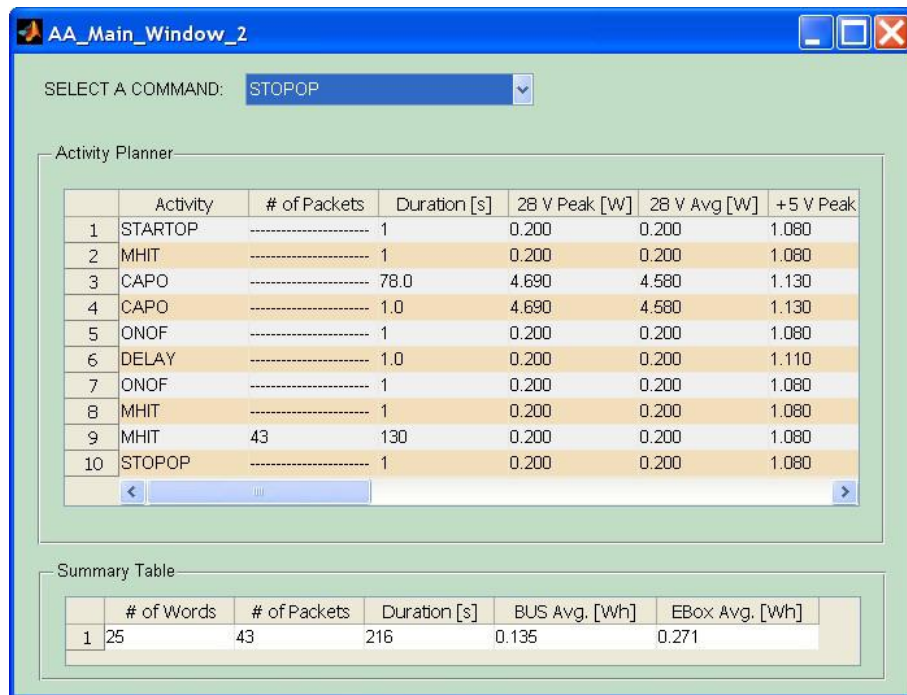 AA_Main_Window_2
SELECT A COMMAND: STOPOP
Activity Planner
Activity # of Packets Duration [s] 28 V Peak [W] 28 V Avg [W] +5 V Peak
1 STARTOP ----------------------- 1 0.200 0.200 1.080
2 MHIT ----------------------- 1 0.200 0.200 1.080
3 CAPO ----------------------- 78.0 4.690 4.580 1.130
4 CAPO ----------------------- 1.0 4.690 4.580 1.130
5 ONOF ----------------------- 1 0.200 0.200 1.080
6 DELAY ----------------------- 1.0 0.200 0.200 1.110
7 ONOF ----------------------- 1 0.200 0.200 1.080
8 MHIT ----------------------- 1 0.200 0.200 1.080
9 MHIT 43 130 0.200 0.200 1.080
10 STOPOP ----------------------- 1 0.200 0.200 1.080
Summary Table
# of Words # of Packets Duration [s] BUS Avg. [Wh] EBox Avg. [Wh]
1 25 43 216 0.135 0.271